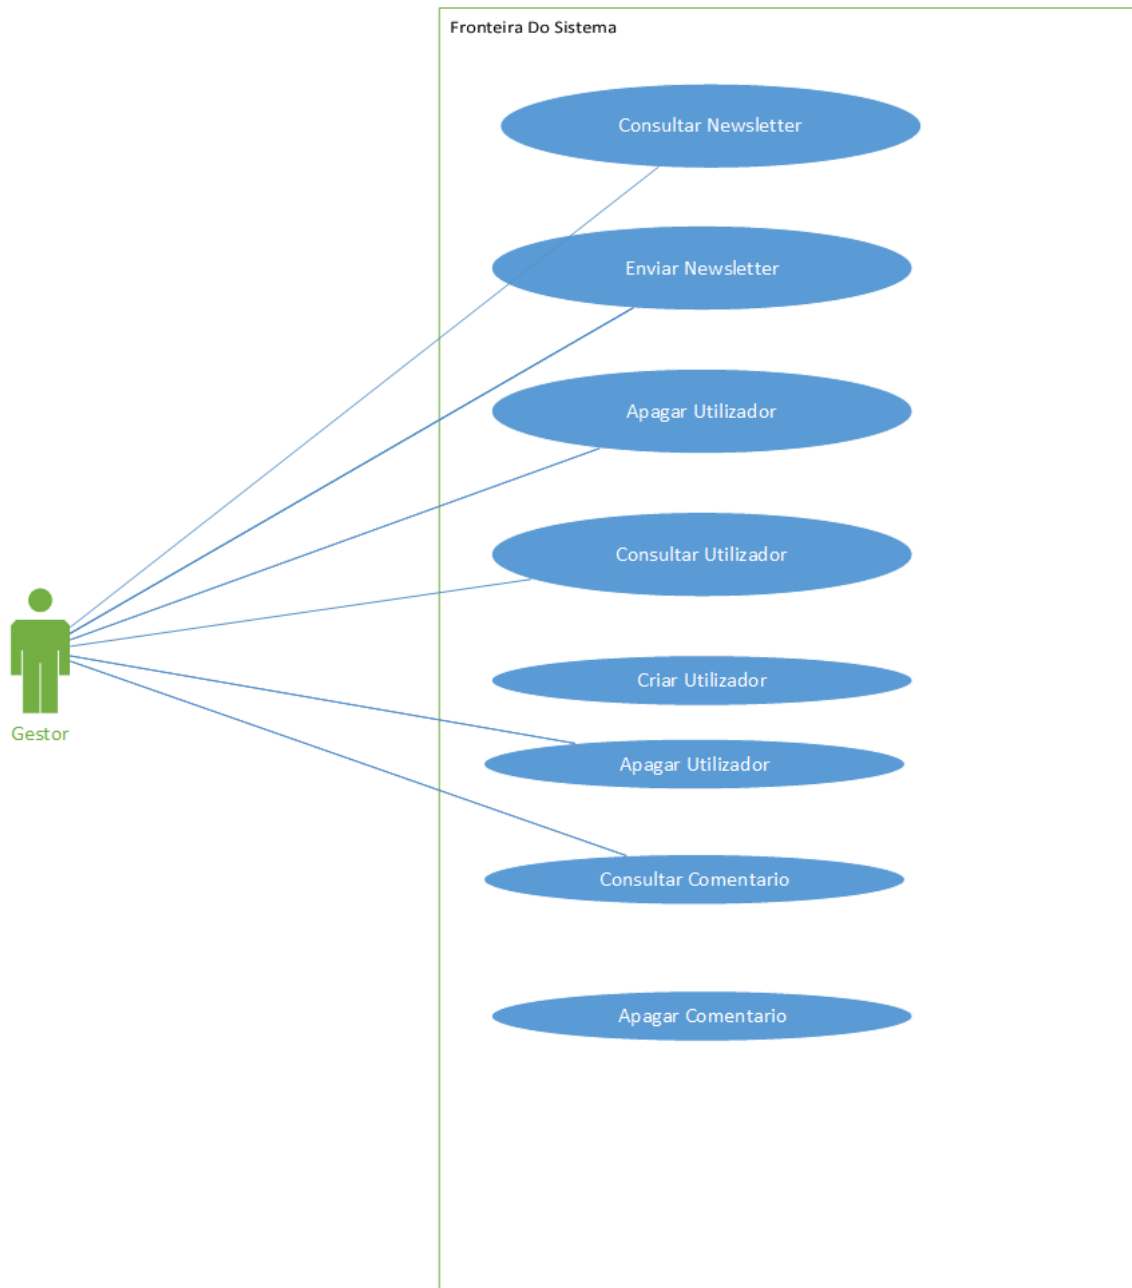 Fronteira Do Sistema
Consultar Newsletter
Enviar Newsletter
Apagar Utilizador
Consultar Utilizador
Criar Utilizador
Gestor
Apagar Utilizador
Consultar Comentario
Apagar Comentario